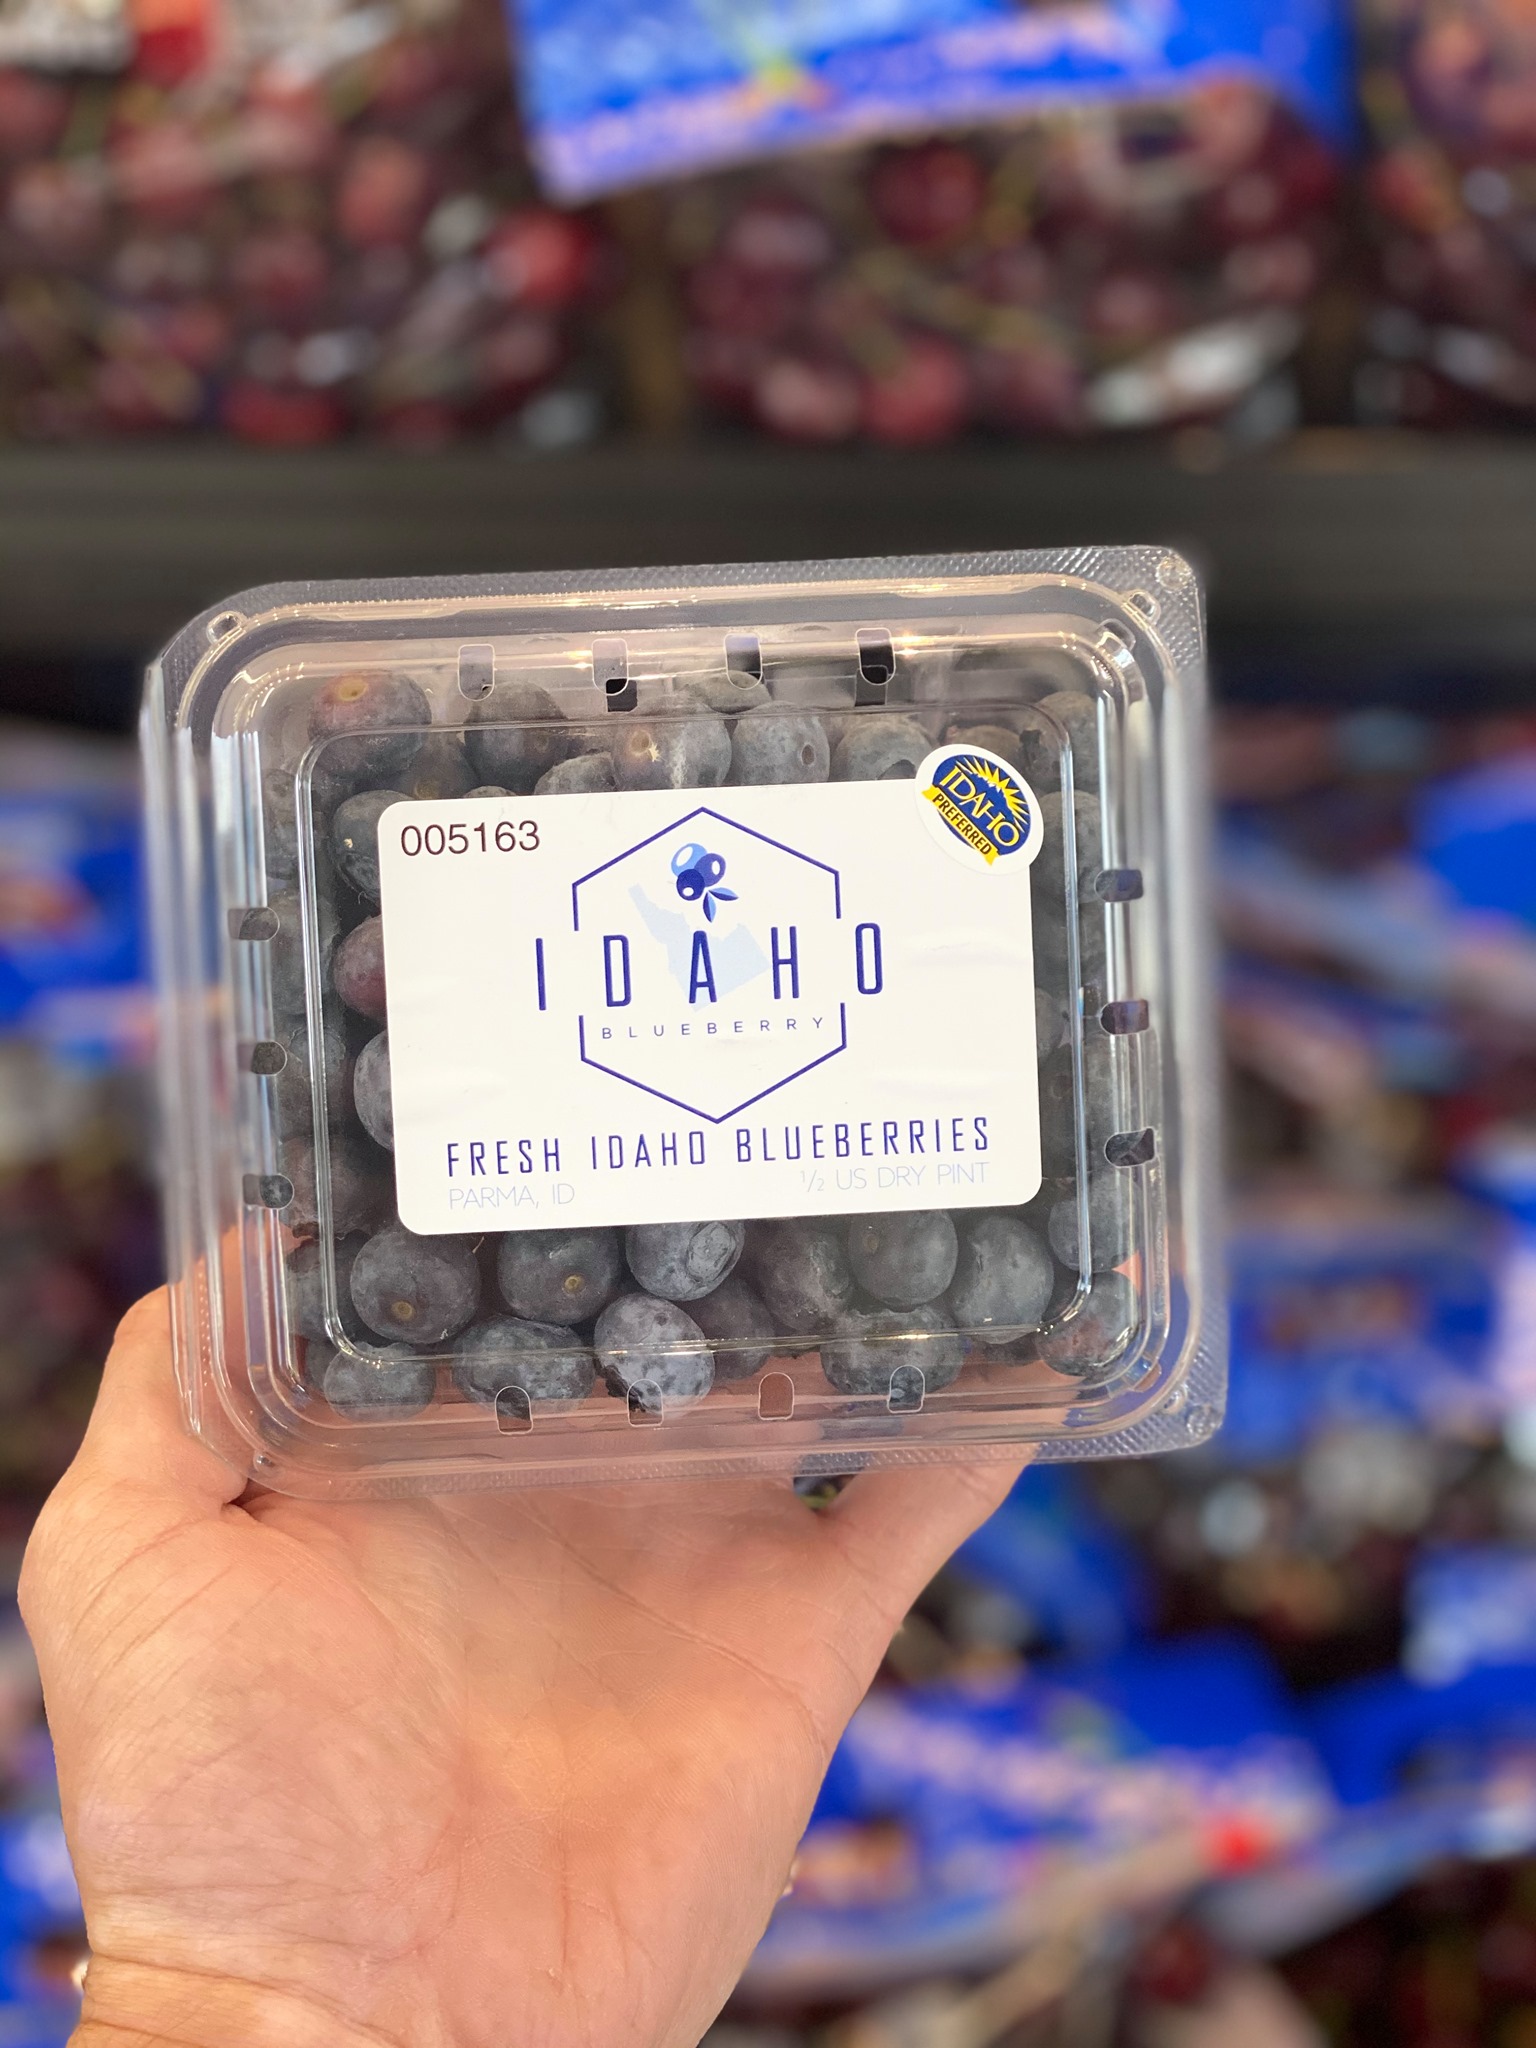 005163
IDAHO
PREFERRED
IDAHO
BLUEBERRY
FRESH IDAHO BLUEBERRIES
PARMA, ID
1/2 US DRY PINT